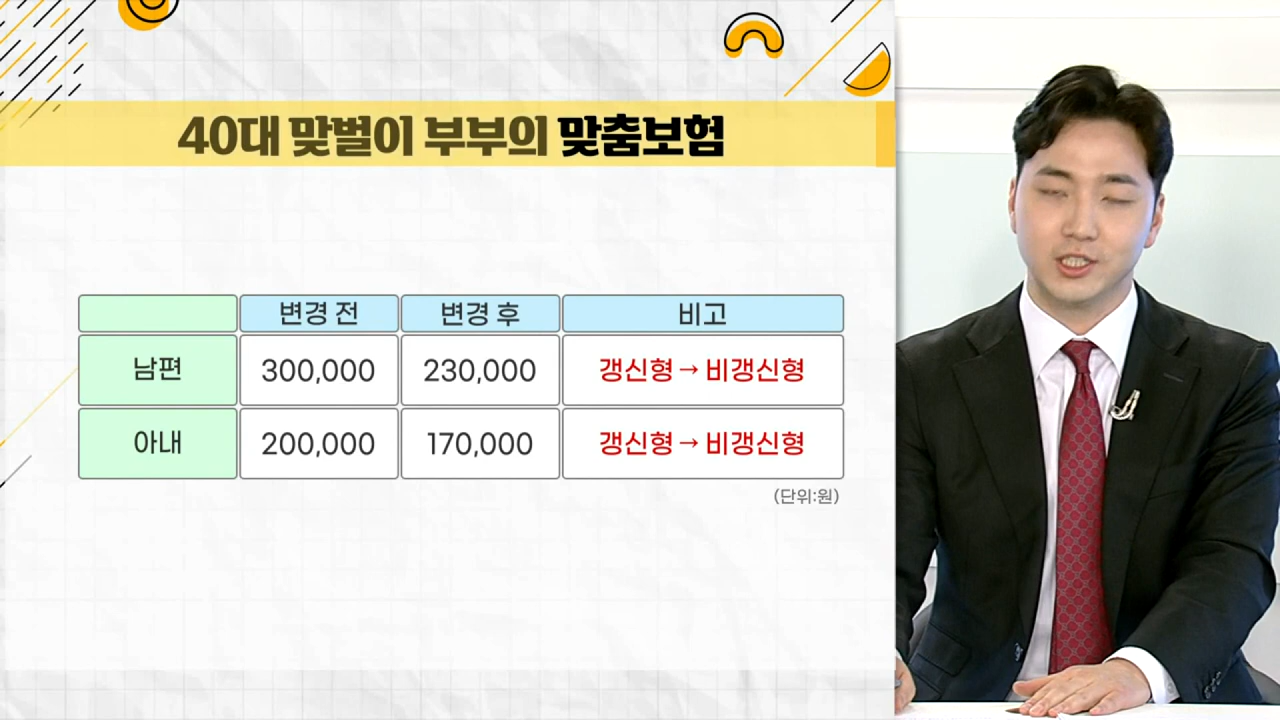 40대 맞벌이 부부의 맞춤보험
변경 전 변경 후 비고
남편 300,000 230,000 갱신형→비갱신형
아내 200,000 170,000 갱신형→비갱신형
(단위:원)